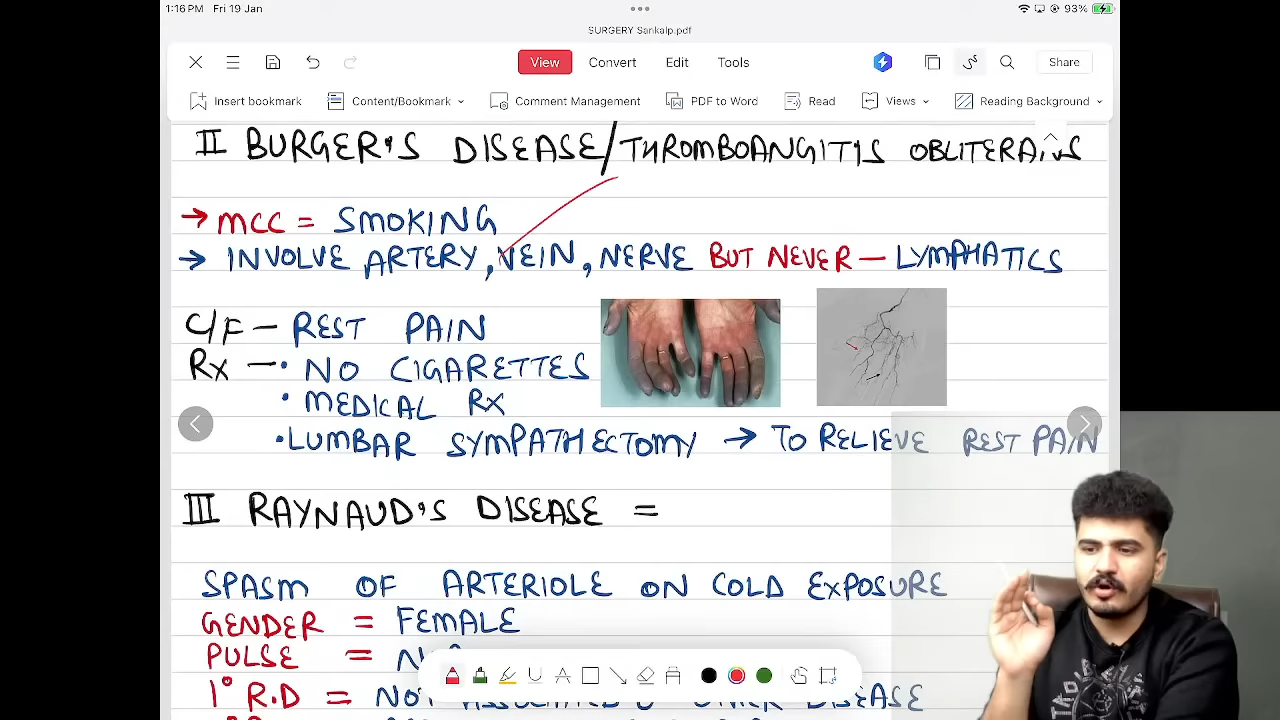 1:16 PM Fri 19 Jan
93%
SURGERY Sankalp.pdf
View Convert Edit Tools
Share
Insert bookmark Content/Bookmark Comment Management PDF to Word Read Views Reading Background
II BURGER'S DISEASE/THROMBOANGITIS OBLITERANS
→ MCC = SMOKING
→ INVOLVE ARTERY, VEIN, NERVE BUT NEVER — LYMPHATICS
C/F — REST PAIN
Rx — • NO CIGARETTES
• MEDICAL RX
• LUMBAR SYMPATHECTOMY → TO RELIEVE REST PAIN
III RAYNAUD'S DISEASE =
SPASM OF ARTERIOLE ON COLD EXPOSURE
GENDER = FEMALE
PULSE =
1° R.D = NOT ASSOCIATED DISEASE